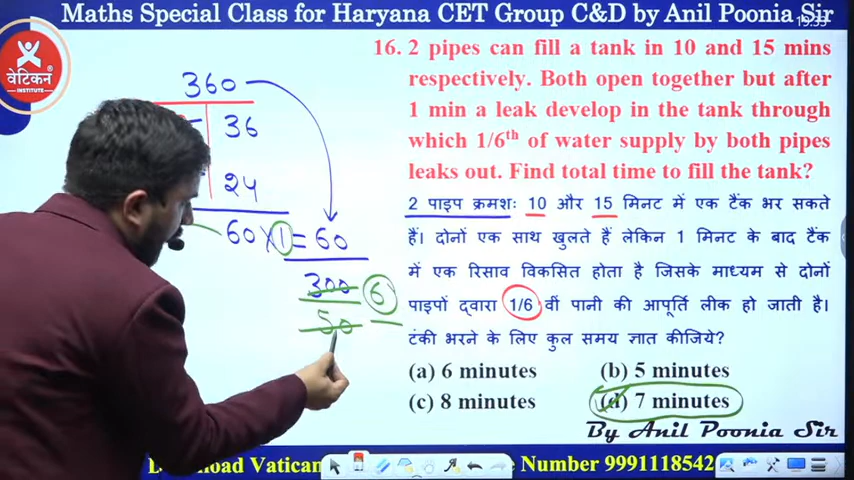 Maths Special Class for Haryana CET Group C&D by Anil Poonia Sir
वेटिकन
INSTITUTE
360
36
24
60×1=60
300
50
6
16. 2 pipes can fill a tank in 10 and 15 mins
respectively. Both open together but after
1 min a leak develop in the tank through
which 1/6th of water supply by both pipes
leaks out. Find total time to fill the tank?
2 पाइप क्रमशः 10 और 15 मिनट में एक टैंक भर सकते
हैं। दोनों एक साथ खुलते हैं लेकिन 1 मिनट के बाद टैंक
में एक रिसाव विकसित होता है जिसके माध्यम से दोनों
पाइपों द्वारा 1/6 वीं पानी की आपूर्ति लीक हो जाती है।
टंकी भरने के लिए कुल समय ज्ञात कीजिये?
(a) 6 minutes (b) 5 minutes
(c) 8 minutes (d) 7 minutes
By Anil Poonia Sir
Vatican Number 9991118542